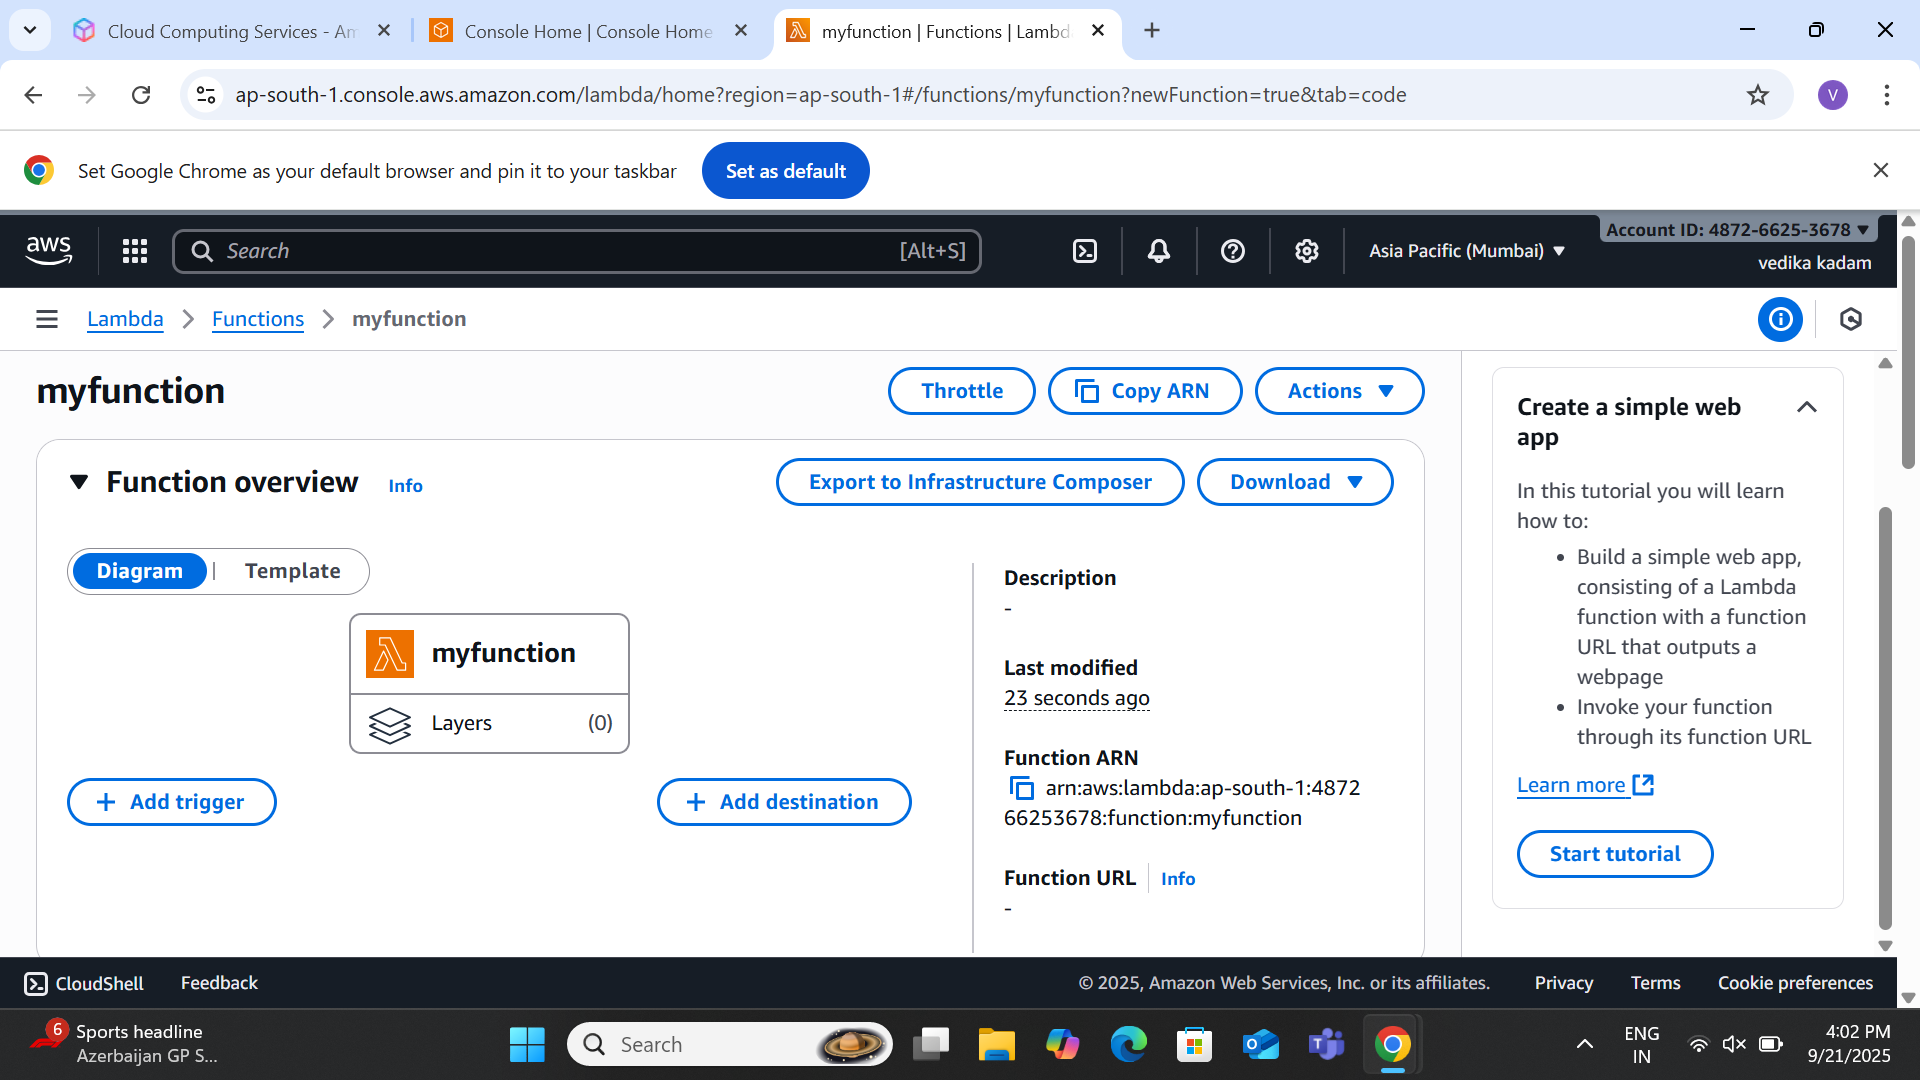 Cloud Computing Services - Am
Console Home | Console Home
myfunction | Functions | Lambda
ap-south-1.console.aws.amazon.com/lambda/home?region=ap-south-1#/functions/myfunction?newFunction=true&tab=code
V
Set Google Chrome as your default browser and pin it to your taskbar
Set as default
aws
Search
[Alt+S]
Asia Pacific (Mumbai)
Account ID: 4872-6625-3678
vedika kadam
Lambda
Functions
myfunction
myfunction
Throttle
Copy ARN
Actions
Function overview
Info
Export to Infrastructure Composer
Download
Diagram
|
Template
myfunction
Layers
(0)
+ Add trigger
+ Add destination
Description
-
Last modified
23 seconds ago
Function ARN
arn:aws:lambda:ap-south-1:4872
66253678:function:myfunction
Function URL
Info
-
Create a simple web
app
In this tutorial you will learn
how to:
• Build a simple web app,
consisting of a Lambda
function with a function
URL that outputs a
webpage
• Invoke your function
through its function URL
Learn more
Start tutorial
CloudShell
Feedback
© 2025, Amazon Web Services, Inc. or its affiliates.
Privacy
Terms
Cookie preferences
6
Sports headline
Azerbaijan GP S...
Search
ENG
IN
4:02 PM
9/21/2025